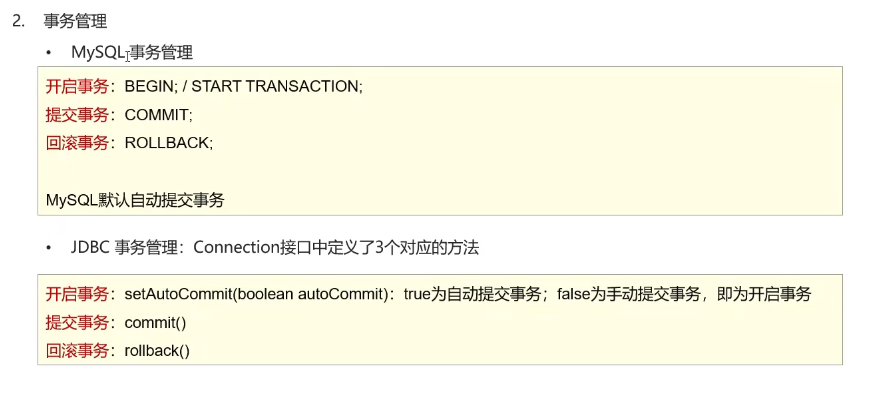 2. 事务管理
• MySQL事务管理
开启事务：BEGIN; / START TRANSACTION;
提交事务：COMMIT;
回滚事务：ROLLBACK;
MySQL默认自动提交事务
• JDBC 事务管理：Connection接口中定义了3个对应的方法
开启事务：setAutoCommit(boolean autoCommit)：true为自动提交事务；false为手动提交事务，即为开启事务
提交事务：commit()
回滚事务：rollback()